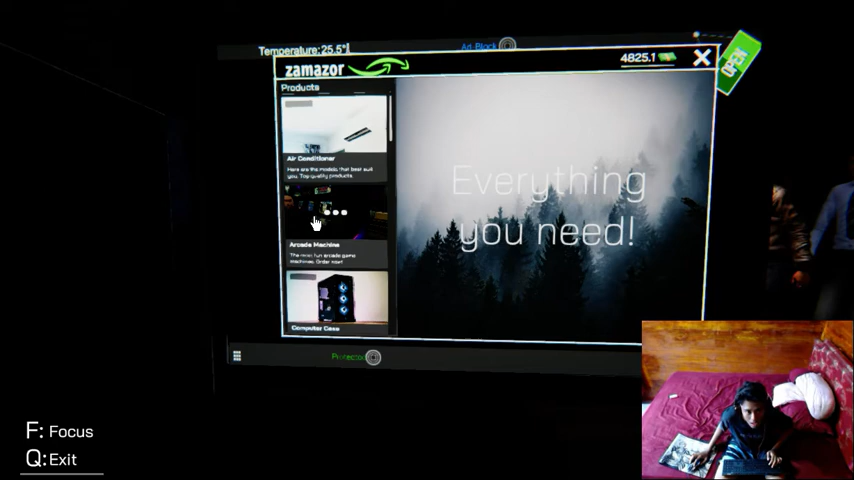 Temperature:25.5°
Ad-Block
OPEN
zamazor
4825.1
Products
Air Conditioner
Here are the models that best suit
you. Top quality products.
Everything
you need!
Arcade Machine
The most fun arcade game
machines. Order now!
Computer Case
Protected
F: Focus
Q: Exit